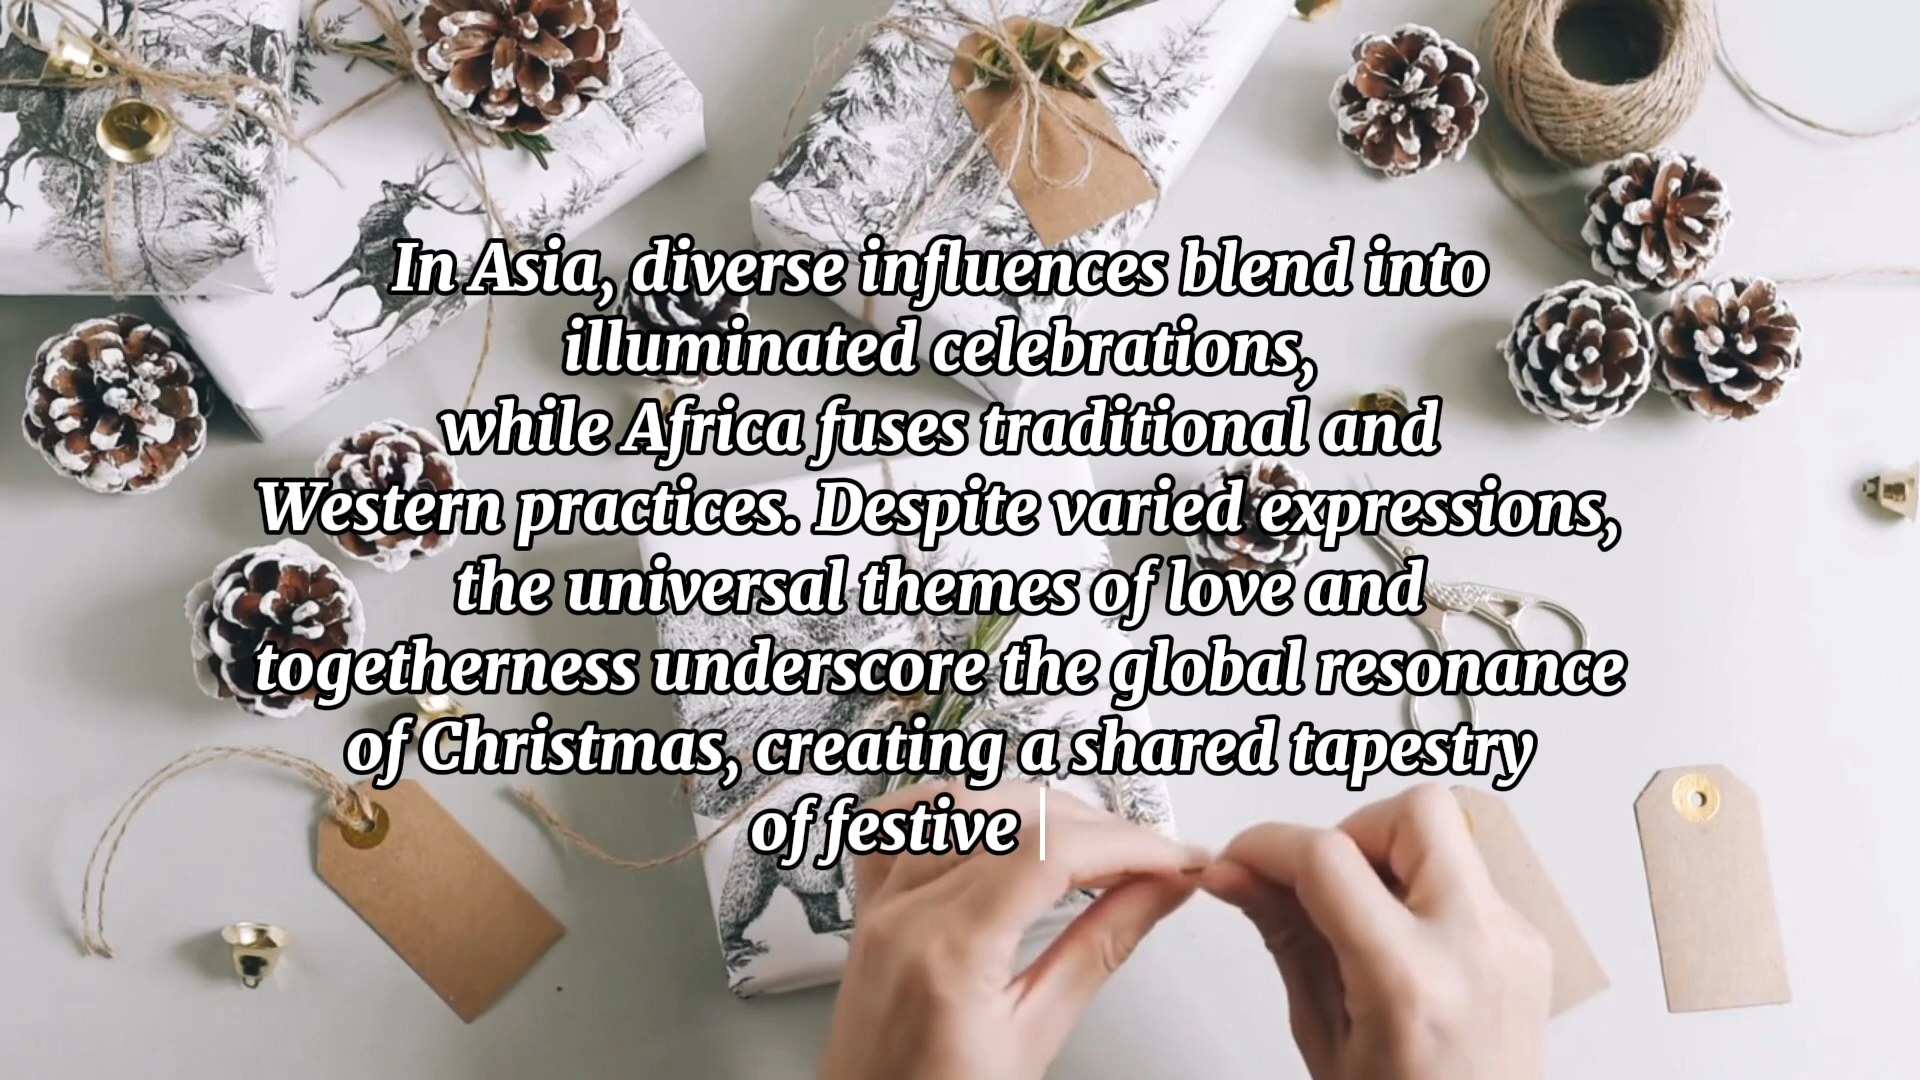 In Asia, diverse influences blend into
illuminated celebrations,
while Africa fuses traditional and
Western practices. Despite varied expressions,
the universal themes of love and
togetherness underscore the global resonance
of Christmas, creating a shared tapestry
of festive